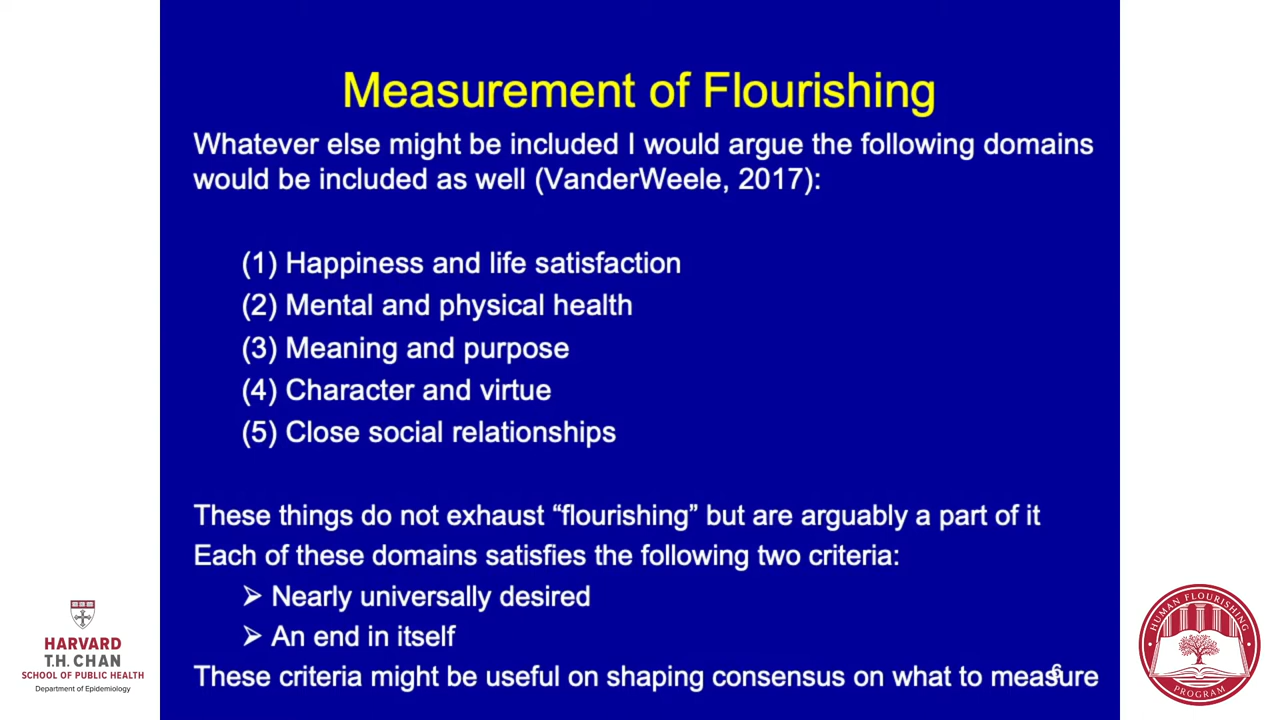 Measurement of Flourishing
Whatever else might be included I would argue the following domains
would be included as well (VanderWeele, 2017):
(1) Happiness and life satisfaction
(2) Mental and physical health
(3) Meaning and purpose
(4) Character and virtue
(5) Close social relationships
These things do not exhaust “flourishing” but are arguably a part of it
Each of these domains satisfies the following two criteria:
➢ Nearly universally desired
➢ An end in itself
These criteria might be useful on shaping consensus on what to measure
6
HARVARD
T.H. CHAN
SCHOOL OF PUBLIC HEALTH
Department of Epidemiology
HUMAN FLOURISHING
PROGRAM